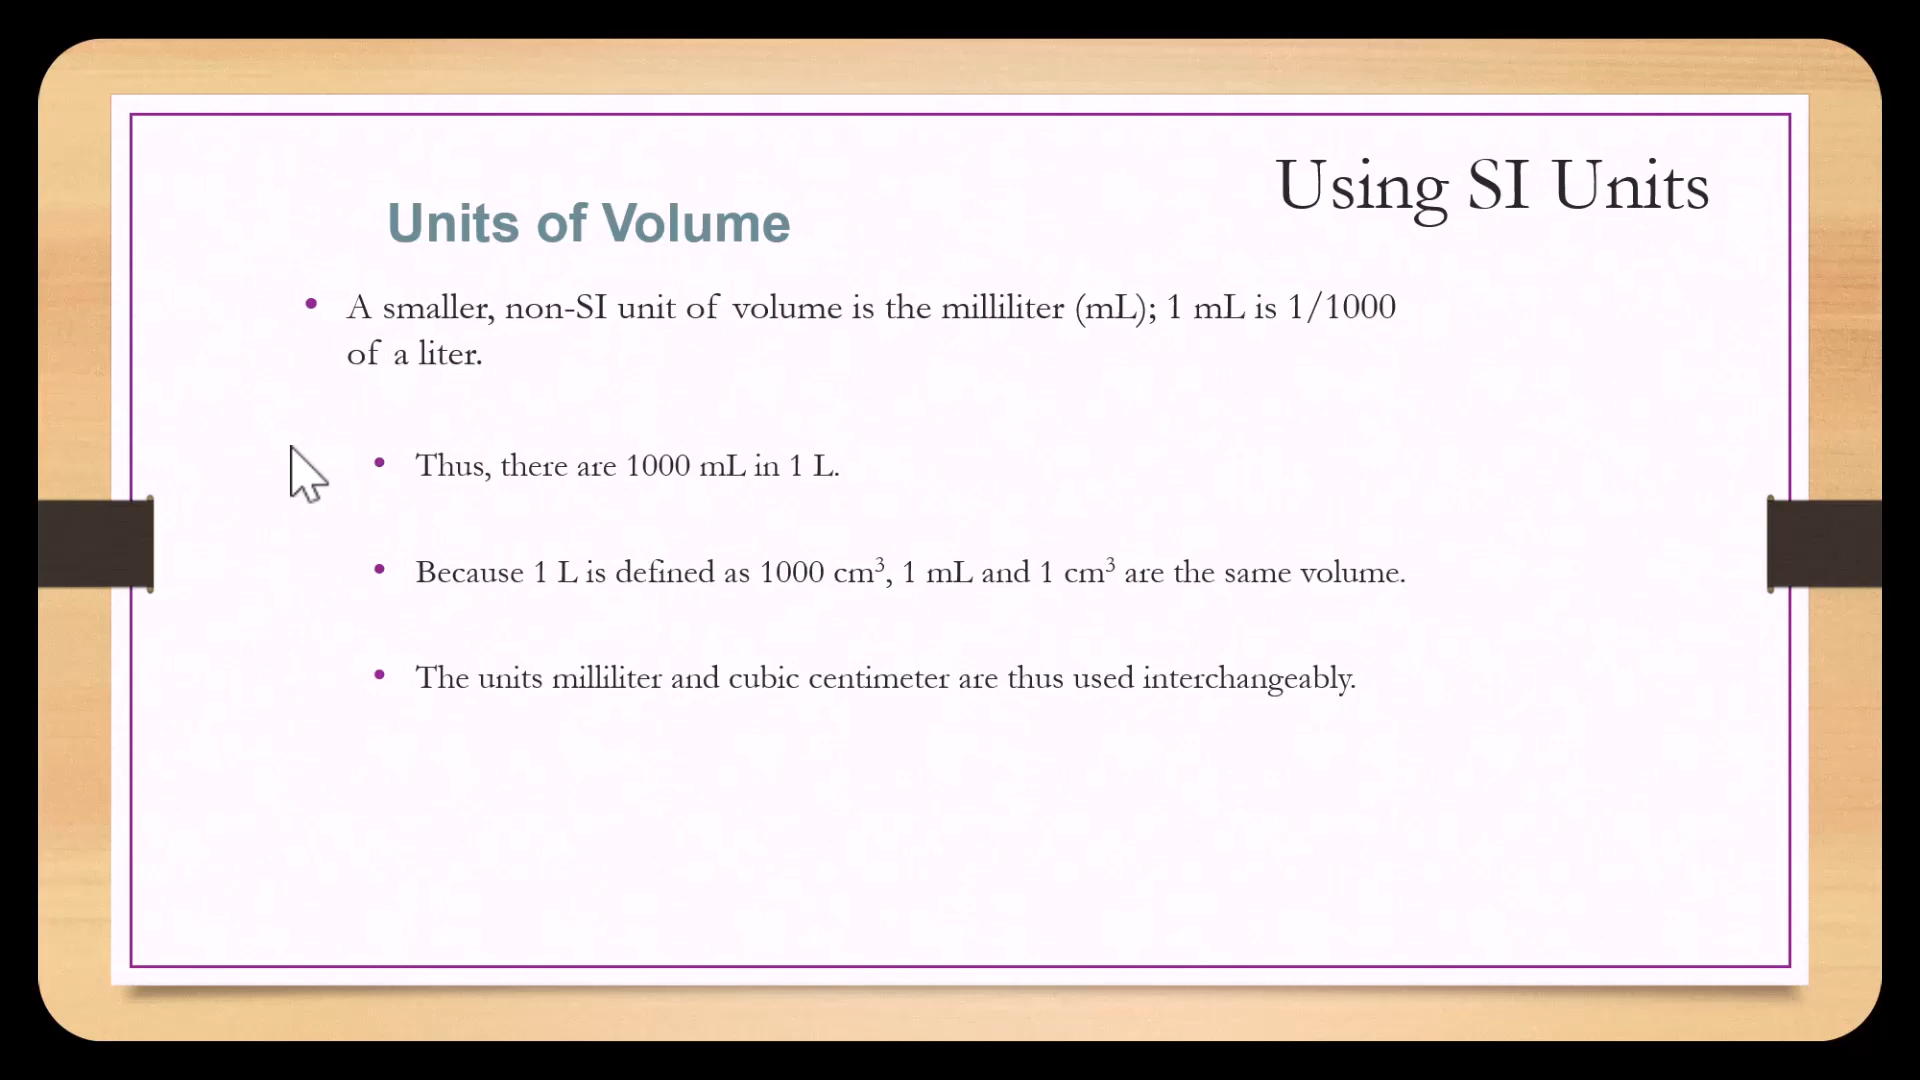 Using SI Units
Units of Volume
• A smaller, non-SI unit of volume is the milliliter (mL); 1 mL is 1/1000
of a liter.
• Thus, there are 1000 mL in 1 L.
• Because 1 L is defined as 1000 cm³, 1 mL and 1 cm³ are the same volume.
• The units milliliter and cubic centimeter are thus used interchangeably.